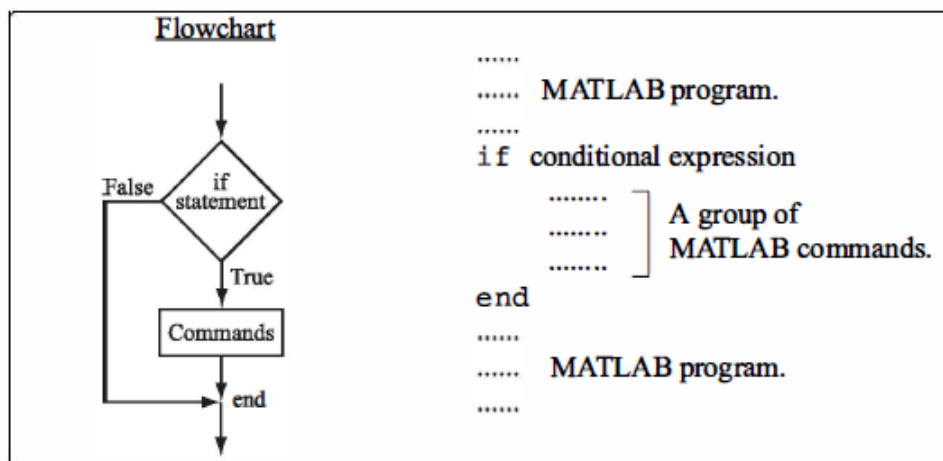 Flowchart
if
statement
False
True
Commands
end
......
...... MATLAB program.
......
if conditional expression
........
........
........
A group of
MATLAB commands.
end
......
...... MATLAB program.
......